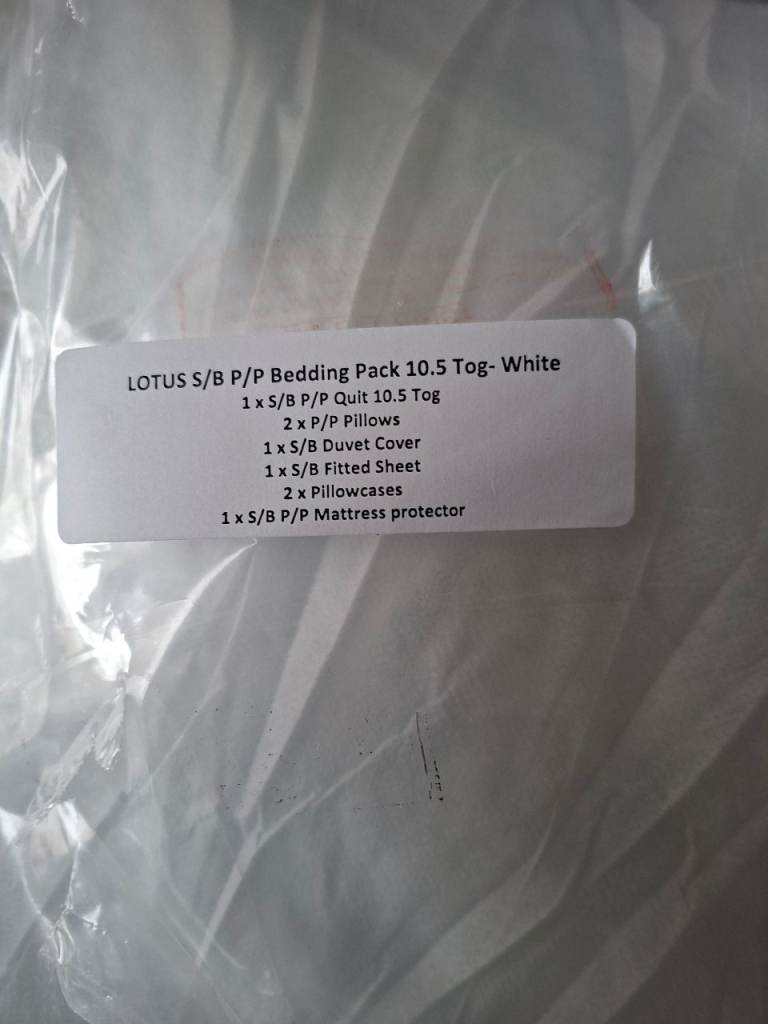 LOTUS S/B P/P Bedding Pack 10.5 Tog- White
1 x S/B P/P Quit 10.5 Tog
2 x P/P Pillows
1 x S/B Duvet Cover
1 x S/B Fitted Sheet
2 x Pillowcases
1 x S/B P/P Mattress protector